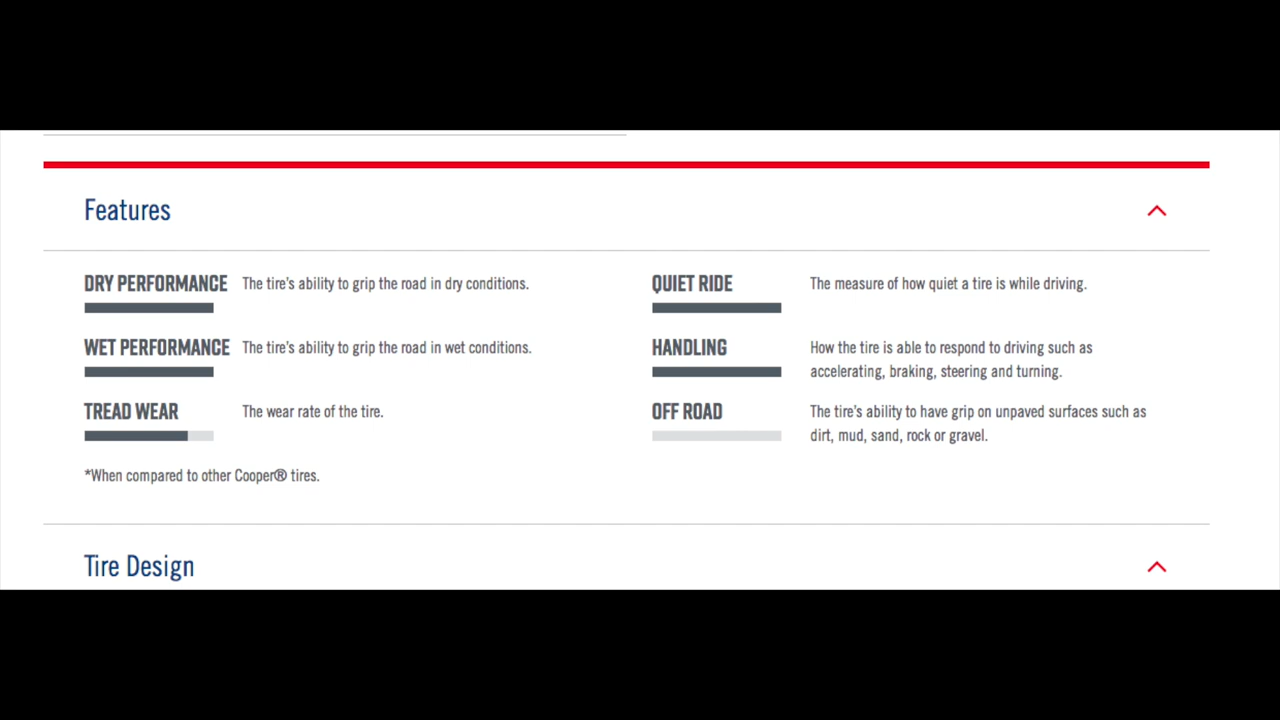 Features
DRY PERFORMANCE The tire's ability to grip the road in dry conditions.
WET PERFORMANCE The tire's ability to grip the road in wet conditions.
TREAD WEAR The wear rate of the tire.
*When compared to other Cooper® tires.
QUIET RIDE The measure of how quiet a tire is while driving.
HANDLING How the tire is able to respond to driving such as
accelerating, braking, steering and turning.
OFF ROAD The tire's ability to have grip on unpaved surfaces such as
dirt, mud, sand, rock or gravel.
Tire Design